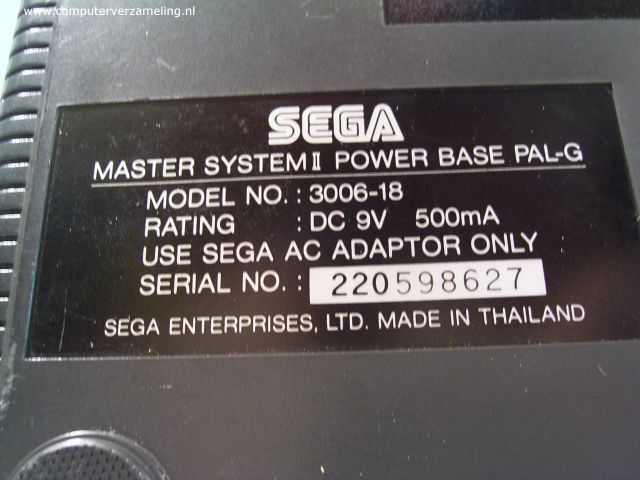 www.computerverzameling.nl
SEGA
MASTER SYSTEM II POWER BASE PAL-G
MODEL NO. : 3006-18
RATING : DC 9V 500mA
USE SEGA AC ADAPTOR ONLY
SERIAL NO. : 220598627
SEGA ENTERPRISES, LTD. MADE IN THAILAND